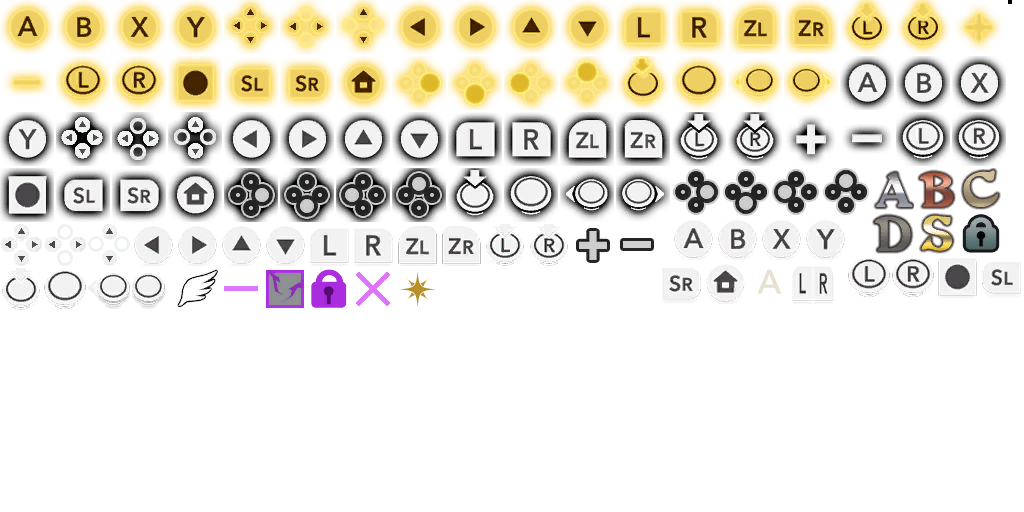 A B X Y L R ZL ZR L R
L R SL SR A B X
Y L R ZL ZR L R L R
SL SR A B C
L R ZL ZR L R A B X Y D S
SR A L R L R SL